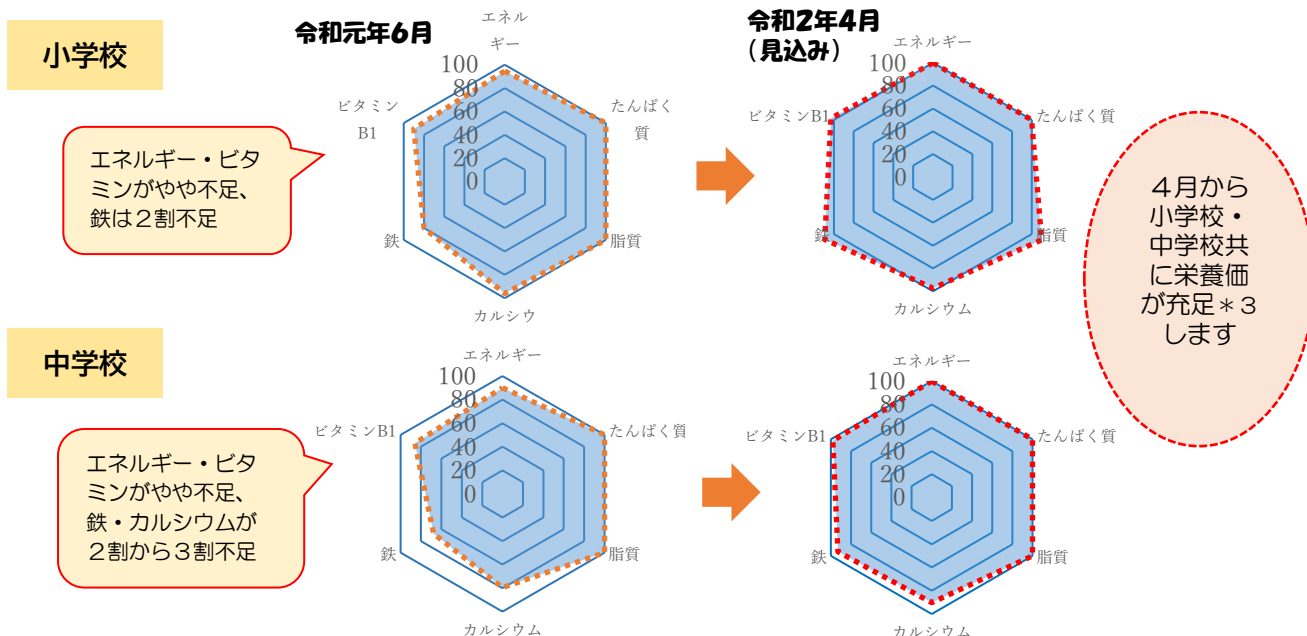 小学校
令和元年6月
エネル
ギー
100
80
60
40
20
0
ビタミン
B1
たんぱく
質
鉄
脂質
カルシウ
エネルギー・ビタ
ミンがやや不足、
鉄は２割不足
令和2年4月
（見込み）
エネルギー
100
80
60
40
20
0
ビタミンB1
たんぱく質
鉄
脂質
カルシウム
４月から
小学校・
中学校共
に栄養価
が充足＊３
します
中学校
エネルギー・ビタ
ミンがやや不足、
鉄・カルシウムが
２割から３割不足
エネルギー
100
80
60
40
20
0
ビタミンB1
たんぱく質
鉄
脂質
カルシウム
エネルギー
100
80
60
40
20
0
ビタミンB1
たんぱく質
鉄
脂質
カルシウム